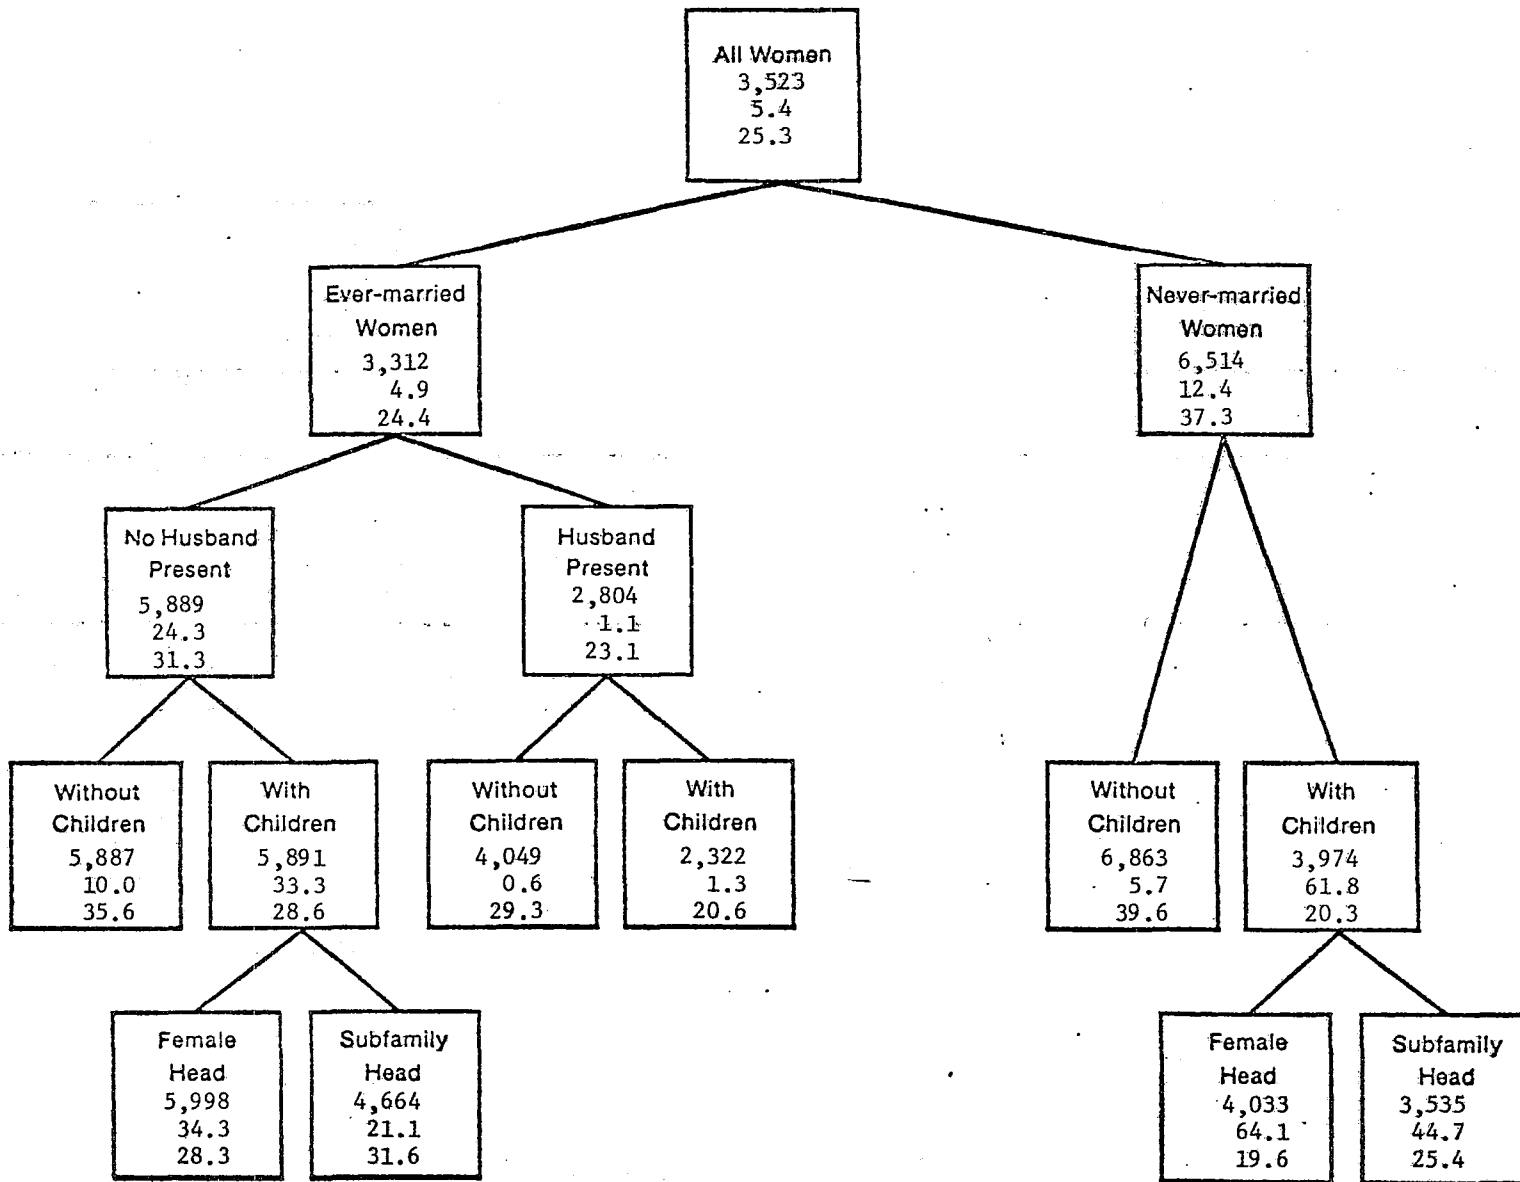 All Women
3,523
5.4
25.3
Ever-married
Women
3,312
4.9
24.4
Never-married
Women
6,514
12.4
37.3
No Husband
Present
5,889
24.3
31.3
Husband
Present
2,804
1.1
23.1
Without
Children
5,887
10.0
35.6
With
Children
5,891
33.3
28.6
Without
Children
4,049
0.6
29.3
With
Children
2,322
1.3
20.6
Without
Children
6,863
5.7
39.6
With
Children
3,974
61.8
20.3
Female
Head
5,998
34.3
28.3
Subfamily
Head
4,664
21.1
31.6
Female
Head
4,033
64.1
19.6
Subfamily
Head
3,535
44.7
25.4